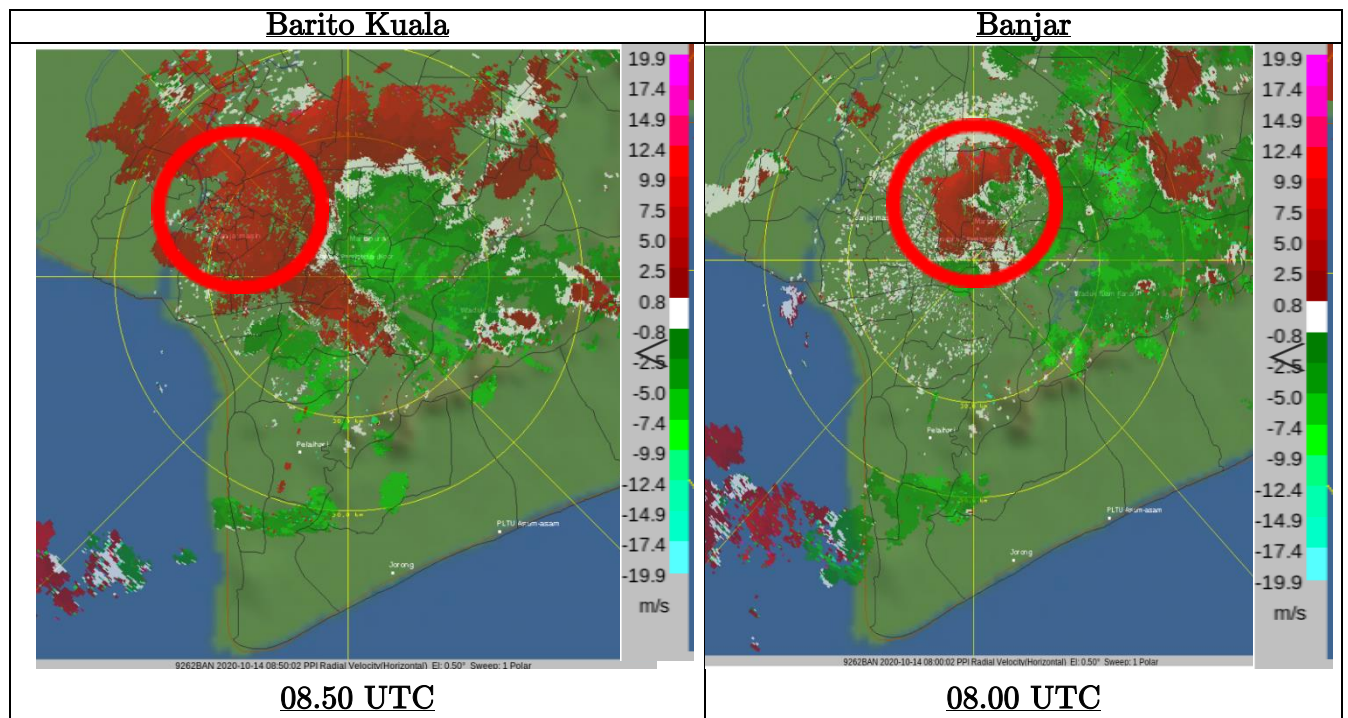 Barito Kuala
Banjar
19.9
17.4
14.9
12.4
9.9
7.5
5.0
2.5
0.8
-0.8
-2.5
-5.0
-7.4
-9.9
-12.4
-14.9
-17.4
-19.9
m/s
Pelaihari
PLTU Asam-asam
Jorong
9262BAN 2020-10-14 08:50:02 PPI Radial Velocity(Horizontal) El: 0.50° Sweep: 1 Polar
19.9
17.4
14.9
12.4
9.9
7.5
5.0
2.5
0.8
-0.8
-2.5
-5.0
-7.4
-9.9
-12.4
-14.9
-17.4
-19.9
m/s
Banjarmasin
Pelaihari
PLTU Asam-asam
Jorong
9262BAN 2020-10-14 08:00:02 PPI Radial Velocity(Horizontal) El: 0.50° Sweep: 1 Polar
08.50 UTC
08.00 UTC